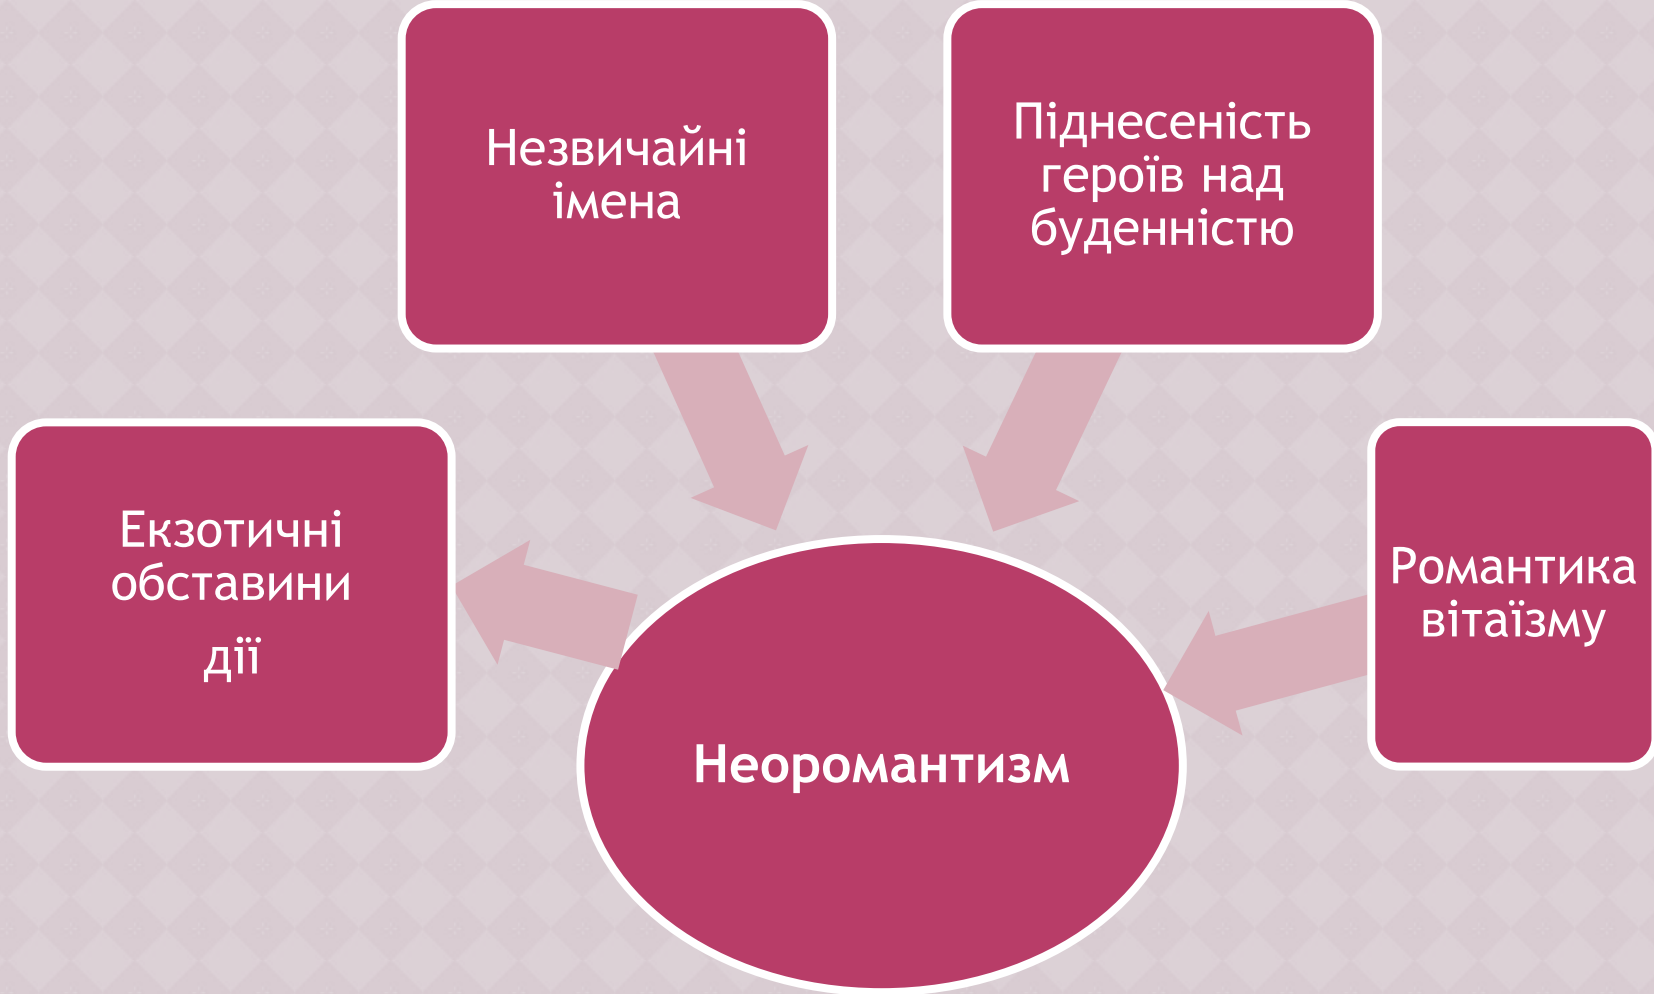 Незвичайні
імена
Піднесеність
героїв над
буденністю
Екзотичні
обставини
дії
Романтика
вітаїзму
Неоромантизм